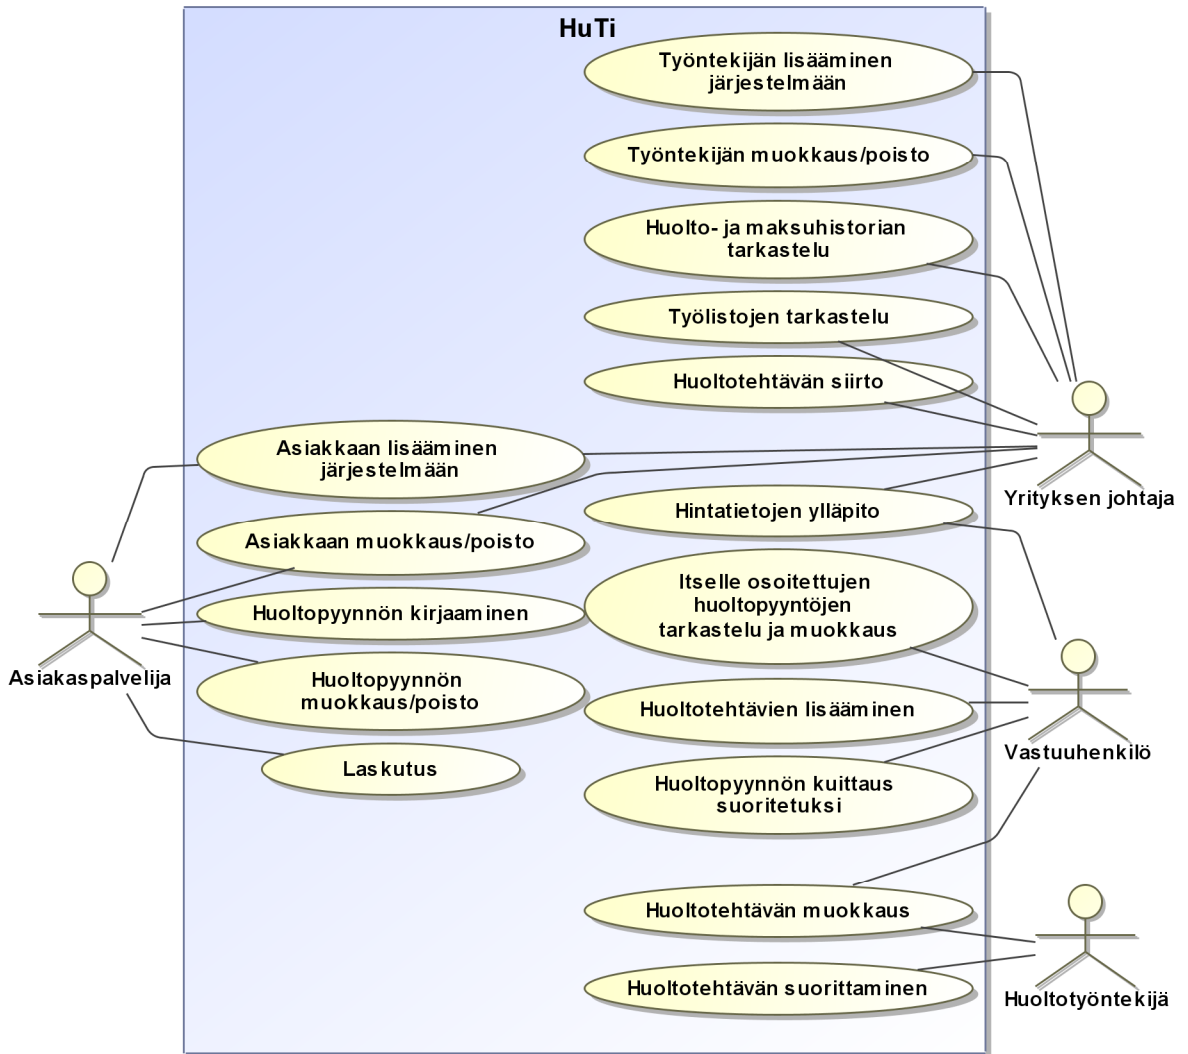 HuTi
Työntekijän lisääminen
järjestelmään
Työntekijän muokkaus/poisto
Huolto- ja maksuhistorian
tarkastelu
Työlistojen tarkastelu
Huoltotehtävän siirto
Asiakkaan lisääminen
järjestelmään
Yrityksen johtaja
Hintatietojen ylläpito
Asiakkaan muokkaus/poisto
Itselle osoitettujen
huoltopyyntöjen
tarkastelu ja muokkaus
Huoltopyynnön kirjaaminen
Asiakaspalvelija
Huoltopyynnön
muokkaus/poisto
Huoltotehtävien lisääminen
Vastuuhenkilö
Laskutus
Huoltopyynnön kuittaus
suoritetuksi
Huoltotehtävän muokkaus
Huoltotehtävän suorittaminen
Huoltotyöntekijä